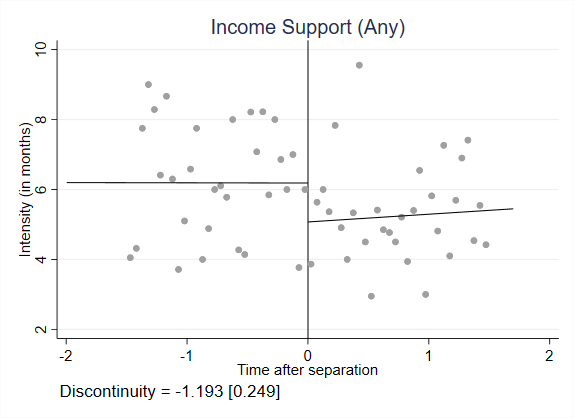 Income Support (Any)
Intensity (in months)
10
8
6
4
2
-2 -1 0 1 2
Time after separation
Discontinuity = -1.193 [0.249]